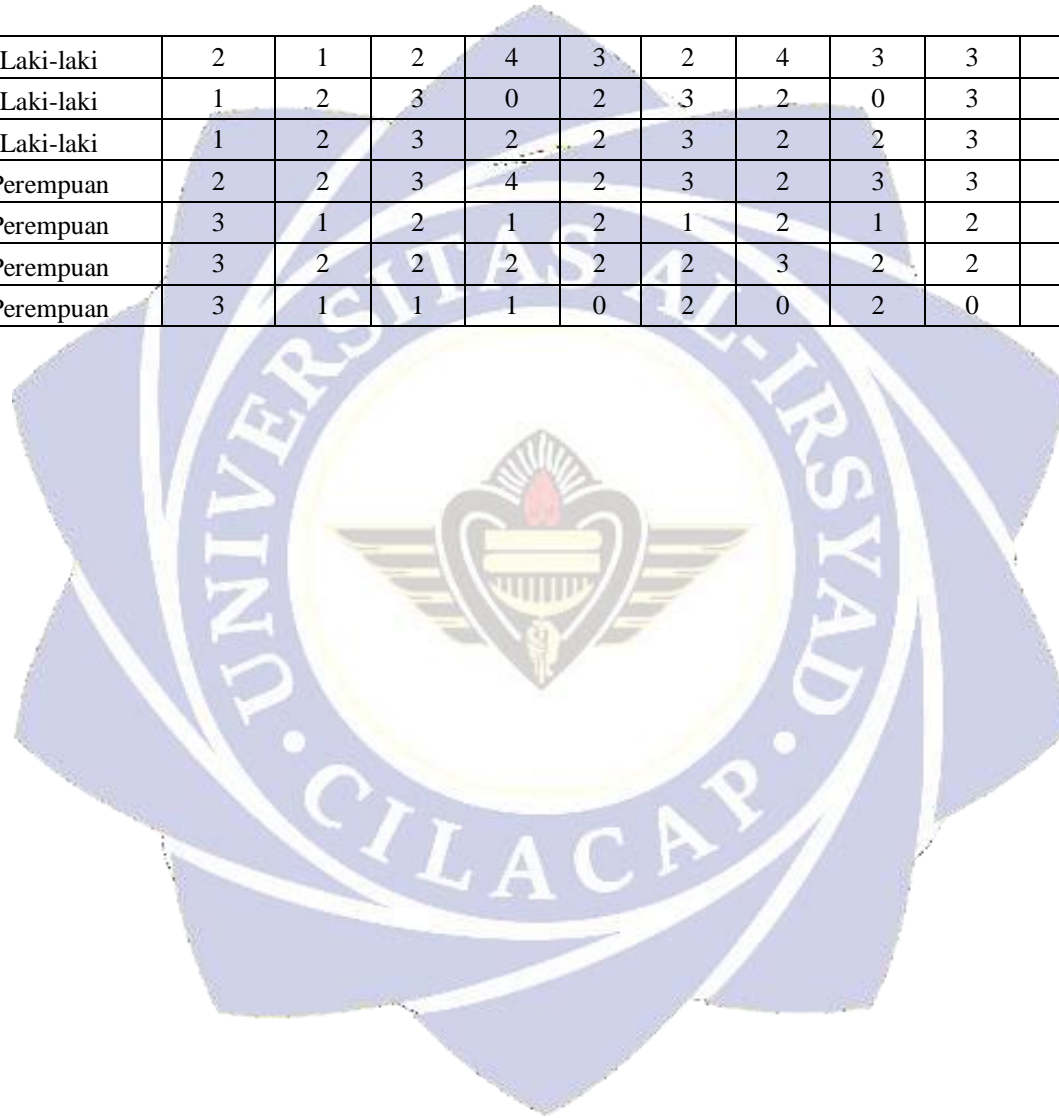 Laki-laki 2 1 2 4 3 2 4 3 3
Laki-laki 1 2 3 0 2 3 2 0 3
Laki-laki 1 2 3 2 2 3 2 2 3
Perempuan 2 2 3 4 2 3 2 3 3
Perempuan 3 1 2 1 2 1 2 1 2
Perempuan 3 2 2 2 2 2 3 2 2
Perempuan 3 1 1 1 0 2 0 2 0
UNIVERSITAS AL-IRSYAD
CILACAP